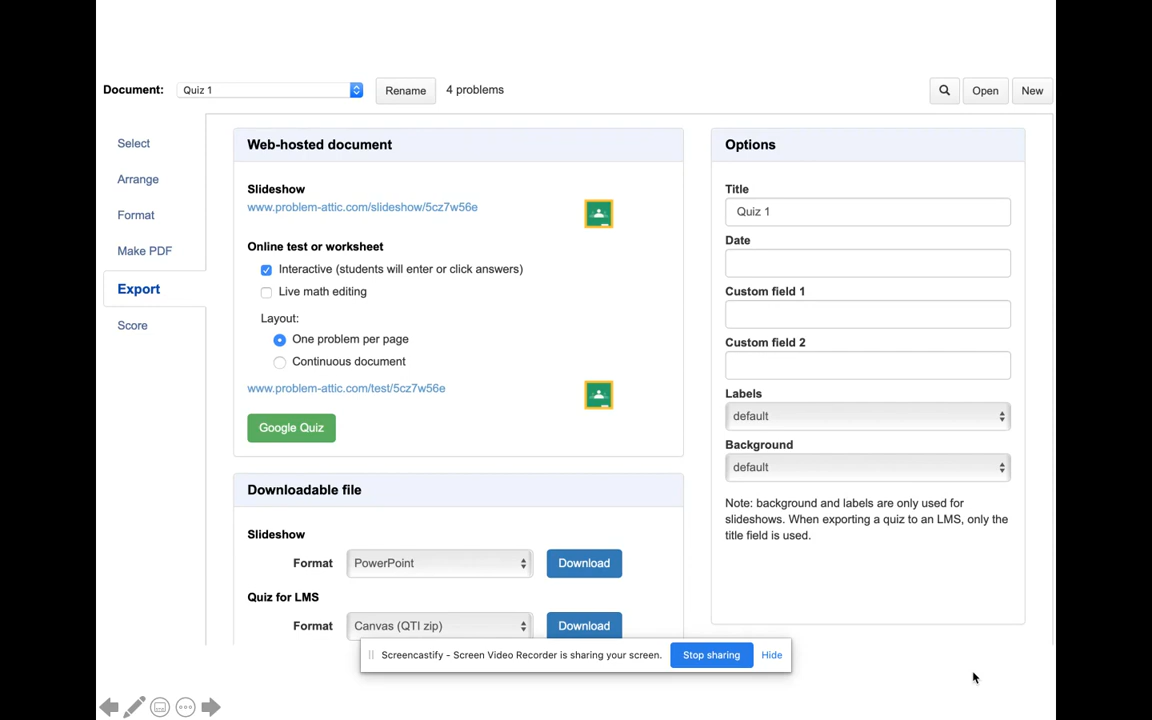 Document: Quiz 1 Rename 4 problems Open New
Select
Arrange
Format
Make PDF
Export
Score
Web-hosted document
Slideshow
www.problem-attic.com/slideshow/5cz7w56e
Online test or worksheet
Interactive (students will enter or click answers)
Live math editing
Layout:
One problem per page
Continuous document
www.problem-attic.com/test/5cz7w56e
Google Quiz
Downloadable file
Slideshow
Format PowerPoint Download
Quiz for LMS
Format Canvas (QTI zip) Download
Options
Title
Quiz 1
Date
Custom field 1
Custom field 2
Labels
default
Background
default
Note: background and labels are only used for
slideshows. When exporting a quiz to an LMS, only the
title field is used.
Screencastify - Screen Video Recorder is sharing your screen. Stop sharing Hide